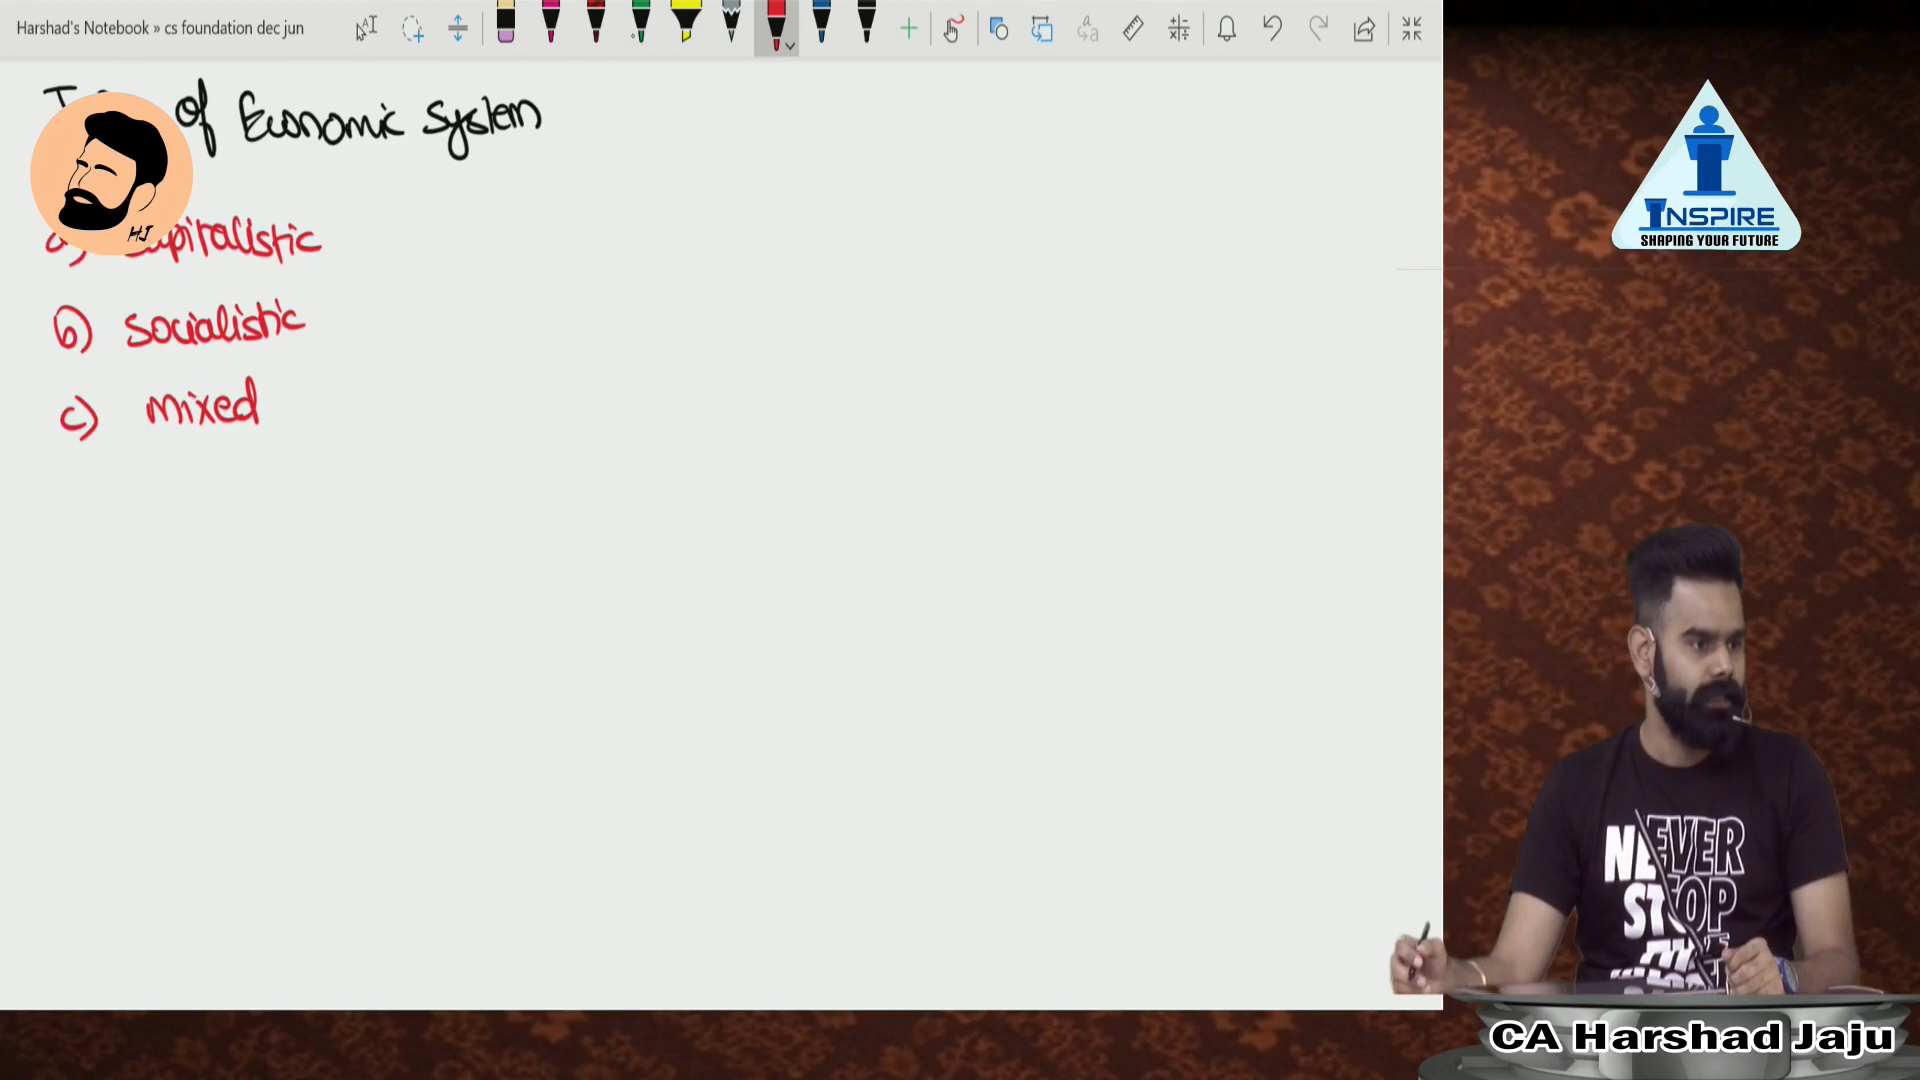 Harshad's Notebook » cs foundation dec jun
of Economic System
HJ
Capitalistic
b) Socialistic
c) mixed
INSPIRE
SHAPING YOUR FUTURE
NEVER
STOP
CA Harshad Jaju